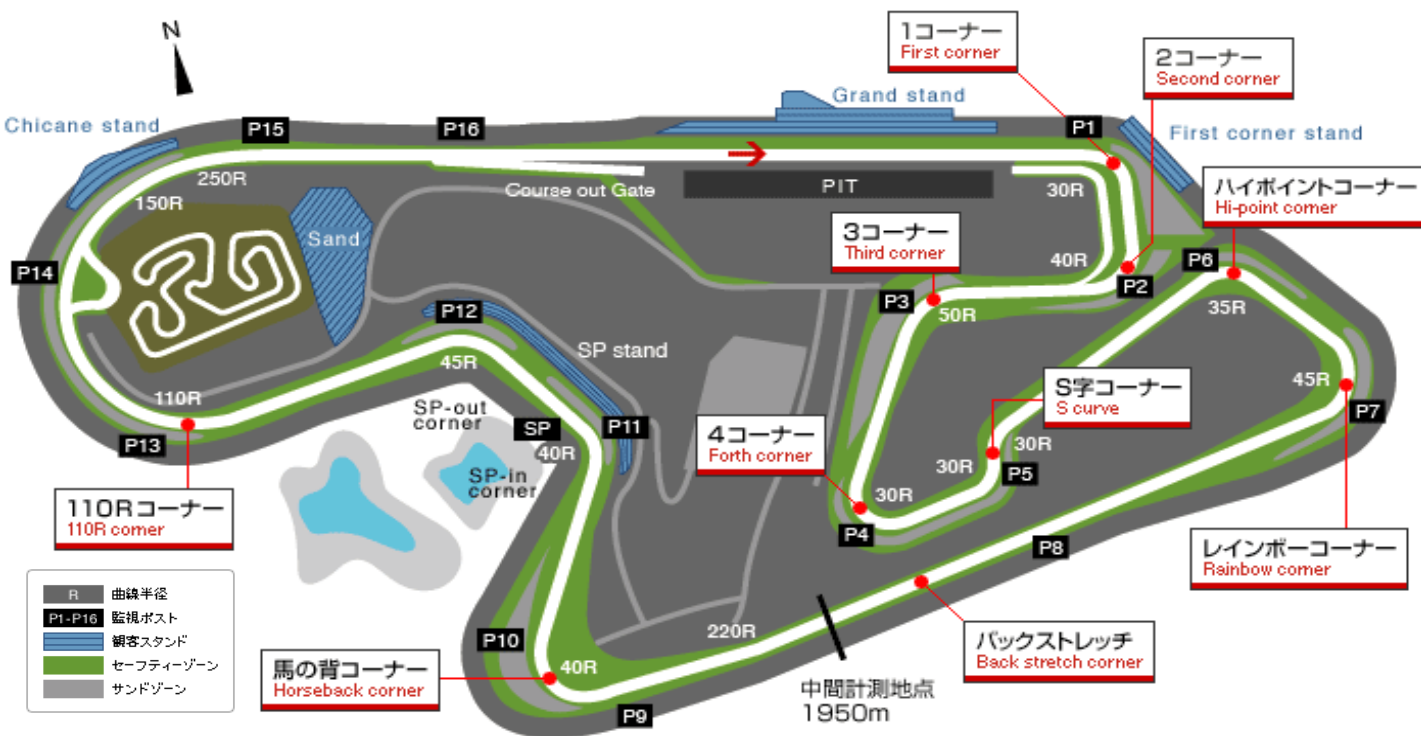 N
1コーナー
First corner
2コーナー
Second corner
Grand stand
Chicane stand
P15
P16
P1
First corner stand
250R
150R
Course out Gate
PIT
30R
ハイポイントコーナー
Hi-point corner
Sand
3コーナー
Third corner
40R
P6
P14
P2
P3
50R
35R
P12
SP stand
45R
S字コーナー
S curve
45R
110R
P7
SP-out
corner
4コーナー
Forth corner
P13
SP
P11
40R
30R
30R
P5
SP-in
corner
30R
P4
110Rコーナー
110R corner
P8
レインボーコーナー
Rainbow corner
R 曲線半径
P1-P16 監視ポスト
観客スタンド
セーフティーゾーン
サンドゾーン
P10
220R
バックストレッチ
Back stretch corner
馬の背コーナー
Horseback corner
40R
P9
中間計測地点
1950m